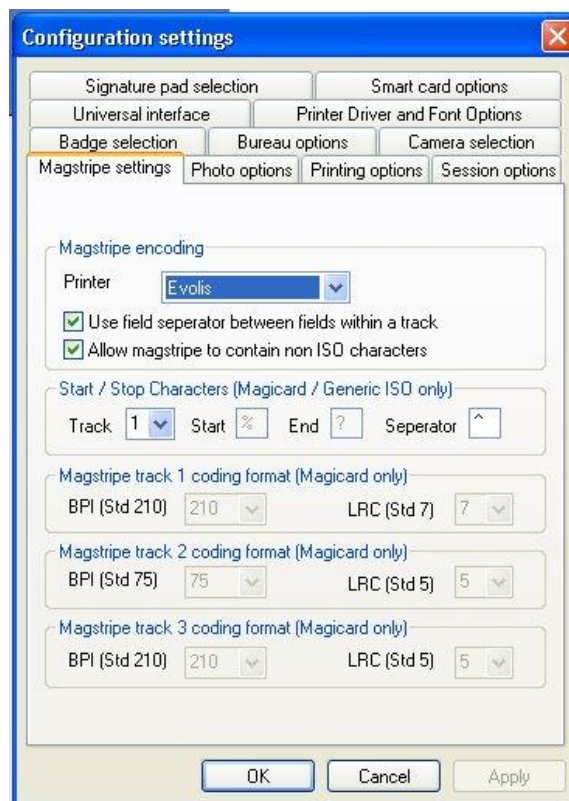 Configuration settings
Signature pad selection Smart card options
Universal interface Printer Driver and Font Options
Badge selection Bureau options Camera selection
Magstripe settings Photo options Printing options Session options
Magstripe encoding
Printer Evolis
Use field seperator between fields within a track
Allow magstripe to contain non ISO characters
Start / Stop Characters (Magicard / Generic ISO only)
Track 1 Start % End ? Seperator ^
Magstripe track 1 coding format (Magicard only)
BPI (Std 210) 210 LRC (Std 7) 7
Magstripe track 2 coding format (Magicard only)
BPI (Std 75) 75 LRC (Std 5) 5
Magstripe track 3 coding format (Magicard only)
BPI (Std 210) 210 LRC (Std 5) 5
OK Cancel Apply